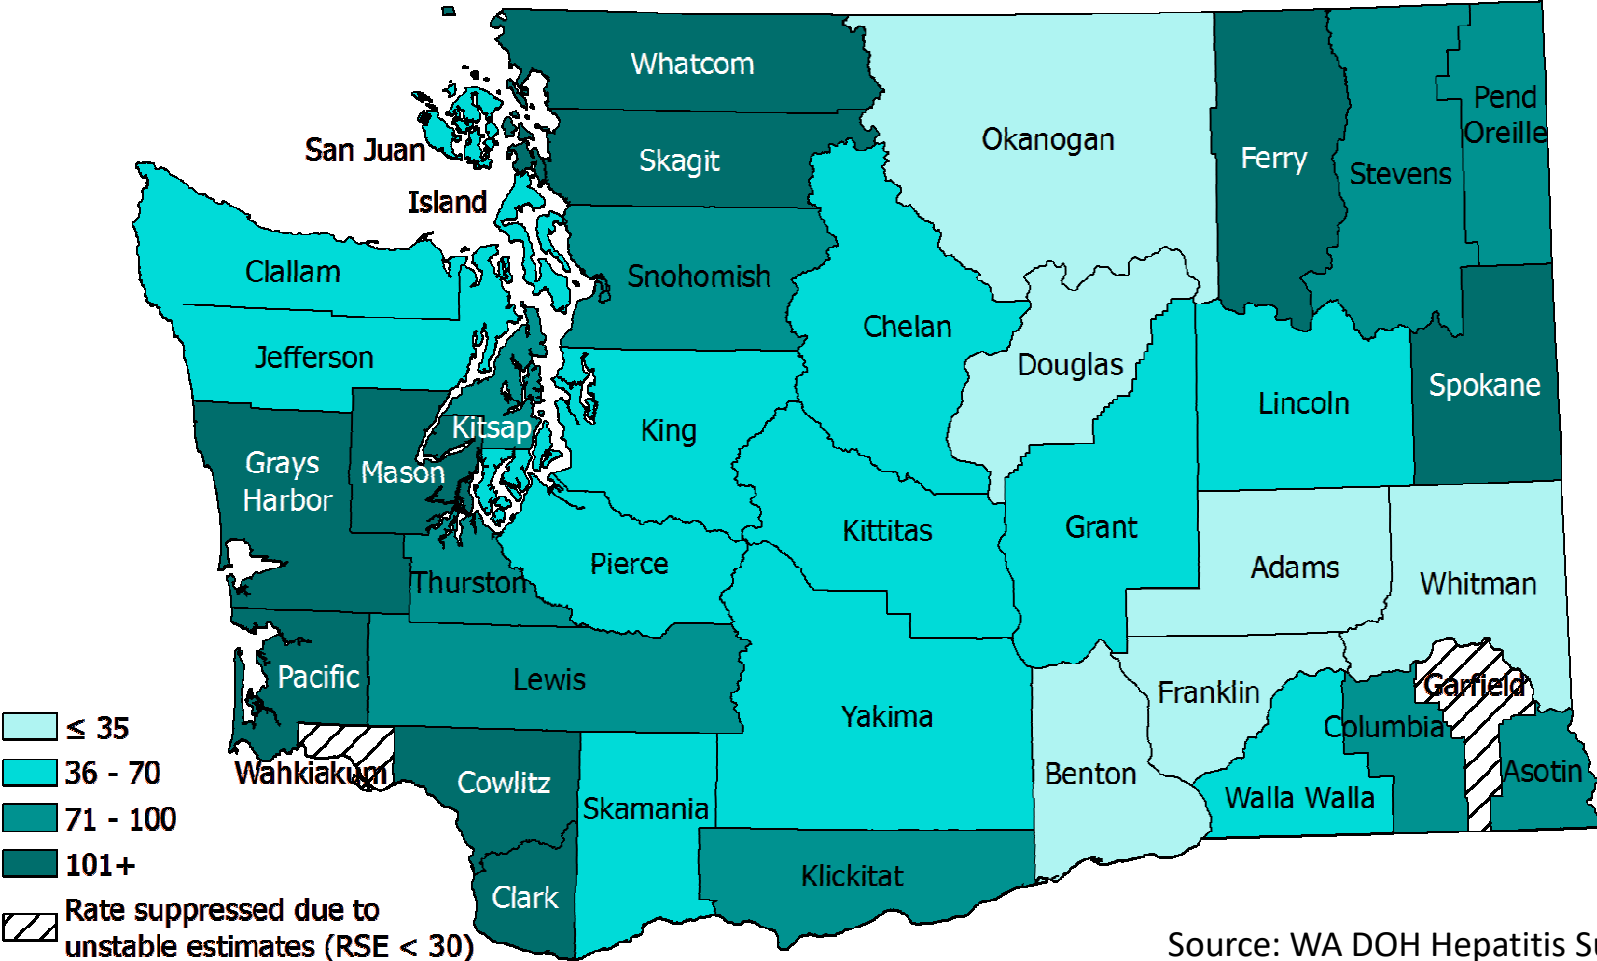 Whatcom
Okanogan
Pend
Oreille
San Juan
Skagit
Ferry
Stevens
Island
Clallam
Snohomish
Chelan
Jefferson
Douglas
Spokane
Lincoln
Kitsap
King
Grays
Harbor
Mason
Kittitas
Grant
Pierce
Adams
Whitman
Thurston
Pacific
Lewis
Yakima
Franklin
Garfield
Columbia
Wahkiakum
Cowlitz
Skamania
Benton
Walla Walla
Asotin
Clark
Klickitat
≤ 35
36 - 70
71 - 100
101+
Rate suppressed due to
unstable estimates (RSE < 30)
Source: WA DOH Hepatitis